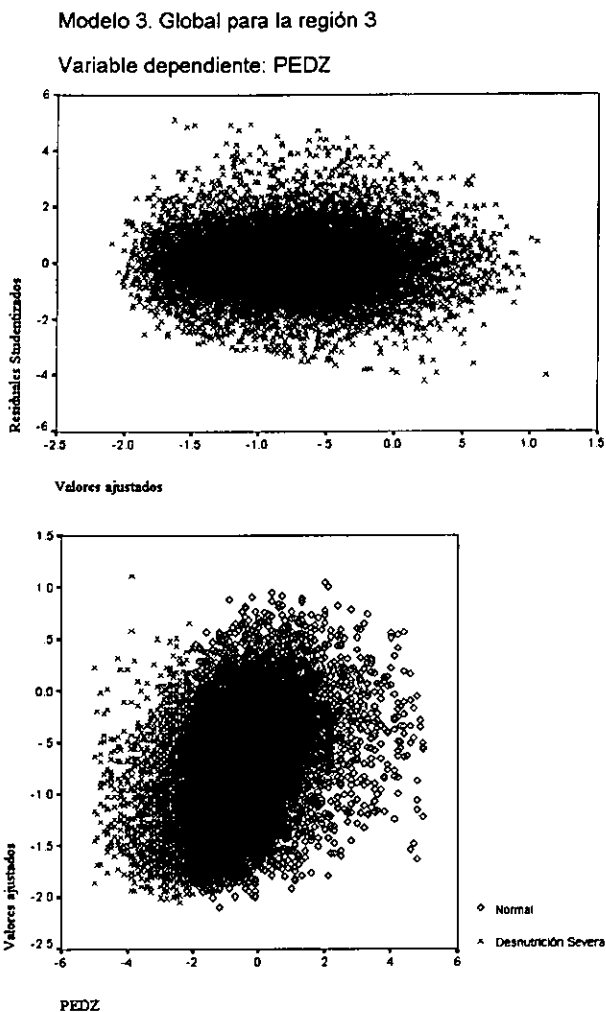 Modelo 3. Global para la región 3
Variable dependiente: PEDZ
6
4
2
0
-2
-4
-6
Residuales Studentizados
-2.5 -2.0 -1.5 -1.0 -.5 0.0 .5 1.0 1.5
Valores ajustados
1.5
1.0
.5
0.0
-.5
-1.0
-1.5
-2.0
-2.5
Valores ajustados
-6 -4 -2 0 2 4 6
PEDZ
Normal
Desnutrición Severa